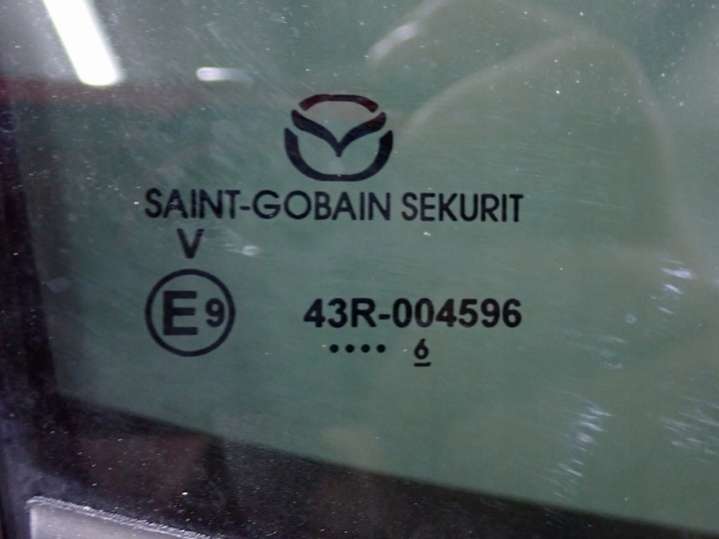 SAINT-GOBAIN SEKURIT
V
E9 43R-004596
.... 6